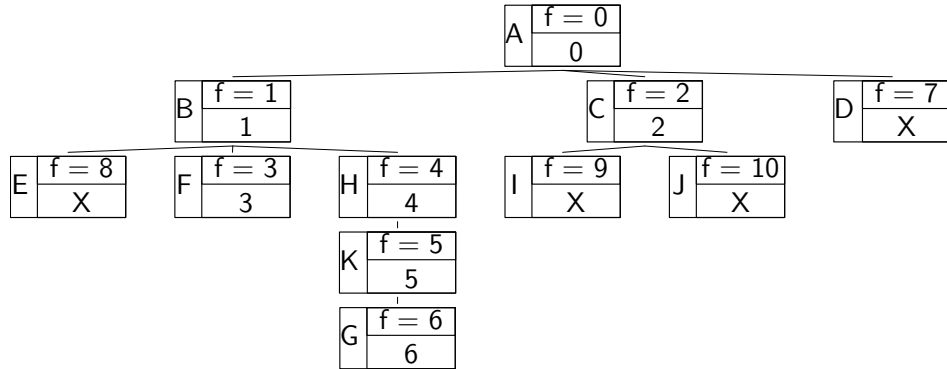 A f = 0
0
B f = 1
1
C f = 2
2
D f = 7
X
E f = 8
X
F f = 3
3
H f = 4
4
I f = 9
X
J f = 10
X
K f = 5
5
G f = 6
6